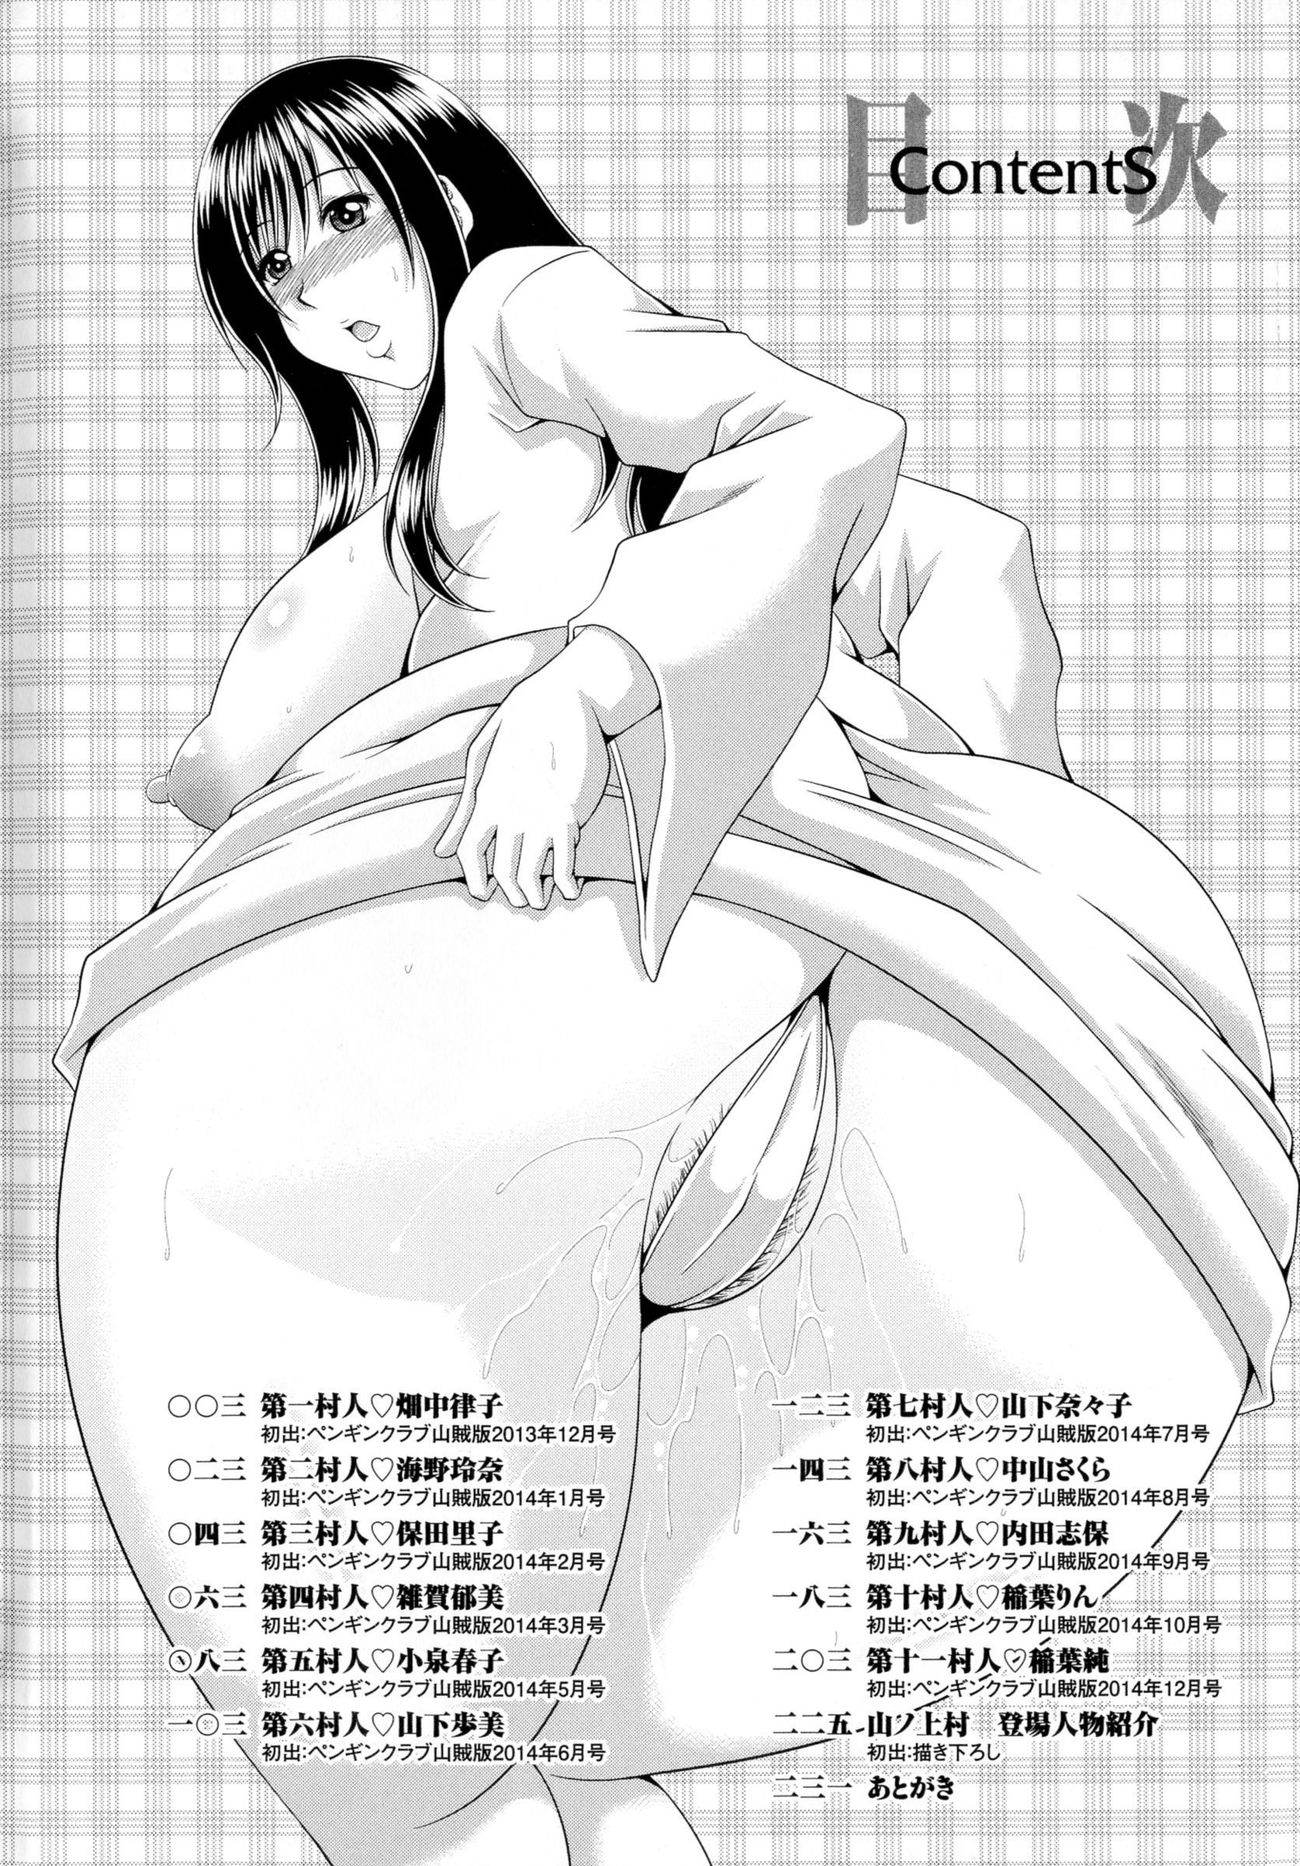 目次
ContentS
〇〇三 第一村人♡畑中律子
初出:ペンギンクラブ山賊版2013年12月号
〇二三 第二村人♡海野玲奈
初出:ペンギンクラブ山賊版2014年1月号
〇四三 第三村人♡保田里子
初出:ペンギンクラブ山賊版2014年2月号
〇六三 第四村人♡雑賀郁美
初出:ペンギンクラブ山賊版2014年3月号
〇八三 第五村人♡小泉春子
初出:ペンギンクラブ山賊版2014年5月号
一〇三 第六村人♡山下歩美
初出:ペンギンクラブ山賊版2014年6月号
一二三 第七村人♡山下奈々子
初出:ペンギンクラブ山賊版2014年7月号
一四三 第八村人♡中山さくら
初出:ペンギンクラブ山賊版2014年8月号
一六三 第九村人♡内田志保
初出:ペンギンクラブ山賊版2014年9月号
一八三 第十村人♡稲葉りん
初出:ペンギンクラブ山賊版2014年10月号
二〇三 第十一村人♡稲葉純
初出:ペンギンクラブ山賊版2014年12月号
二二五 山ノ上村 登場人物紹介
初出:描き下ろし
二三一 あとがき